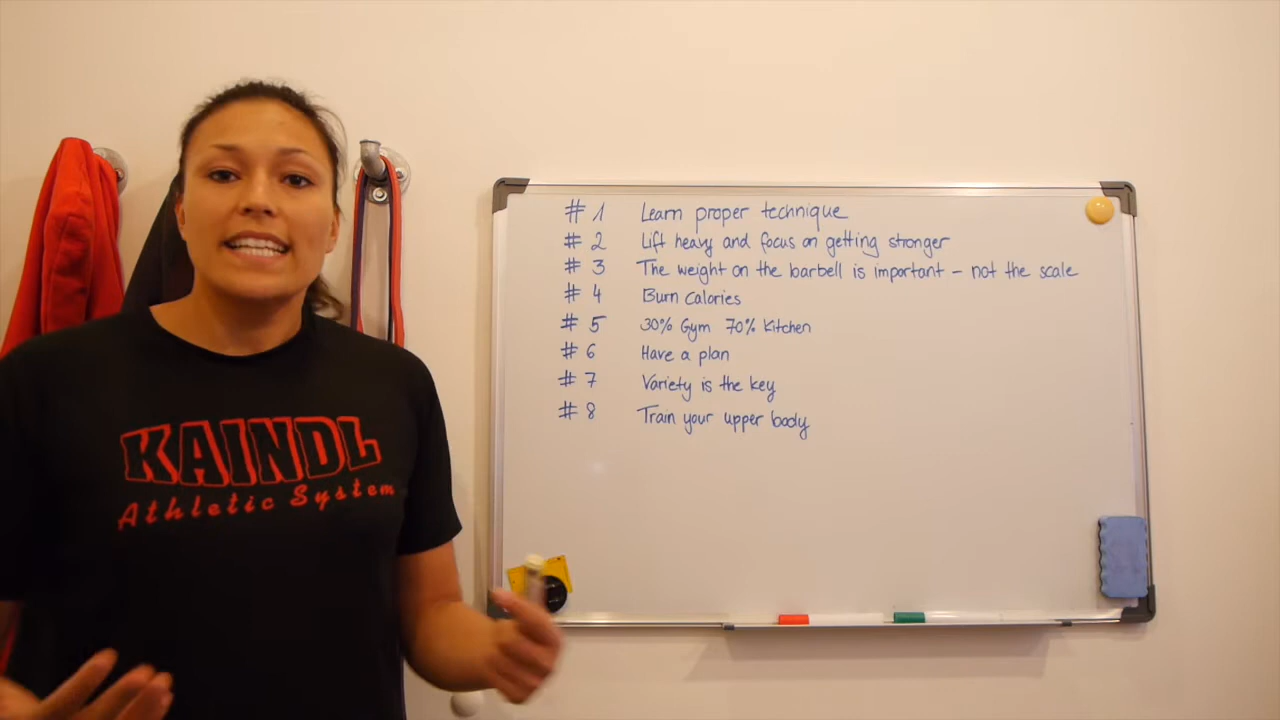 # 1 Learn proper technique
# 2 Lift heavy and focus on getting stronger
# 3 The weight on the barbell is important - not the scale
# 4 Burn Calories
# 5 30% Gym 70% Kitchen
# 6 Have a plan
# 7 Variety is the key
# 8 Train your upper body
KAINDL
Athletic System